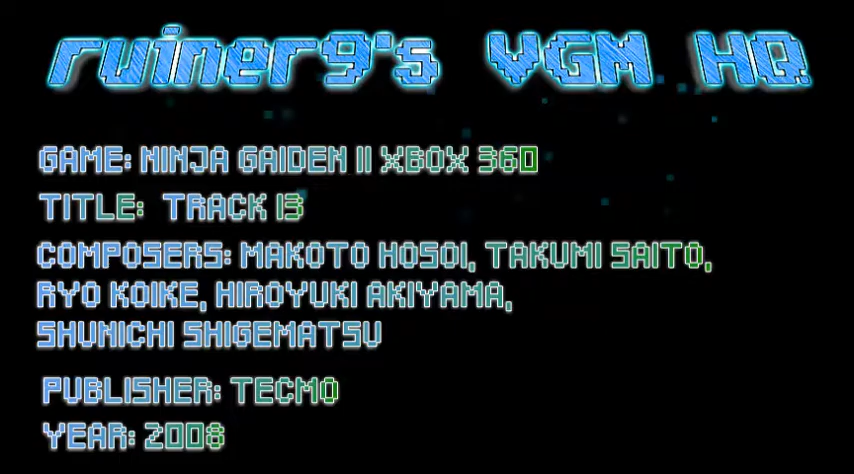 ruiner9's VGM HQ
GAME: NINJA GAIDEN II XBOX 360
TITLE: TRACK 13
COMPOSERS: MAKOTO HOSOI, TAKUMI SAITO,
RYO KOIKE, HIROYUKI AKIYAMA,
SHUNICHI SHIGEMATSU
PUBLISHER: TECMO
YEAR: 2008